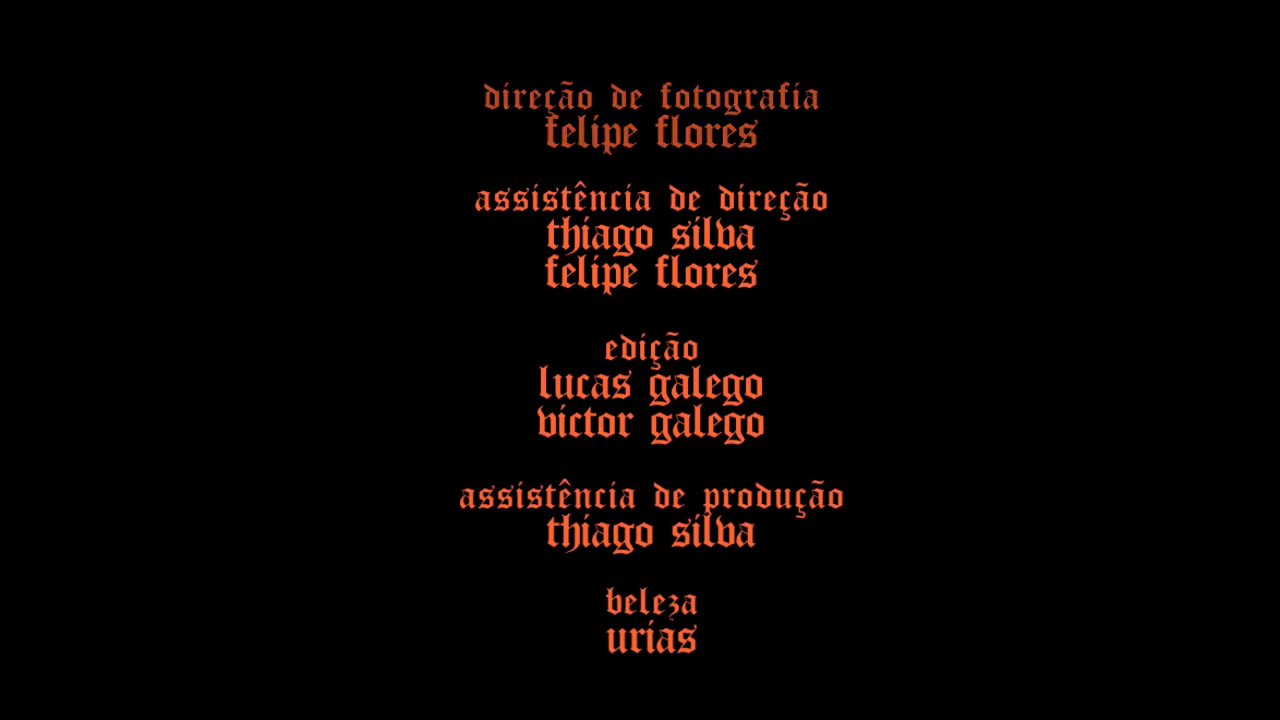 direção de fotografia
felipe flores
assistência de direção
thiago silva
felipe flores
edição
lucas galego
victor galego
assistência de produção
thiago silva
beleza
urias